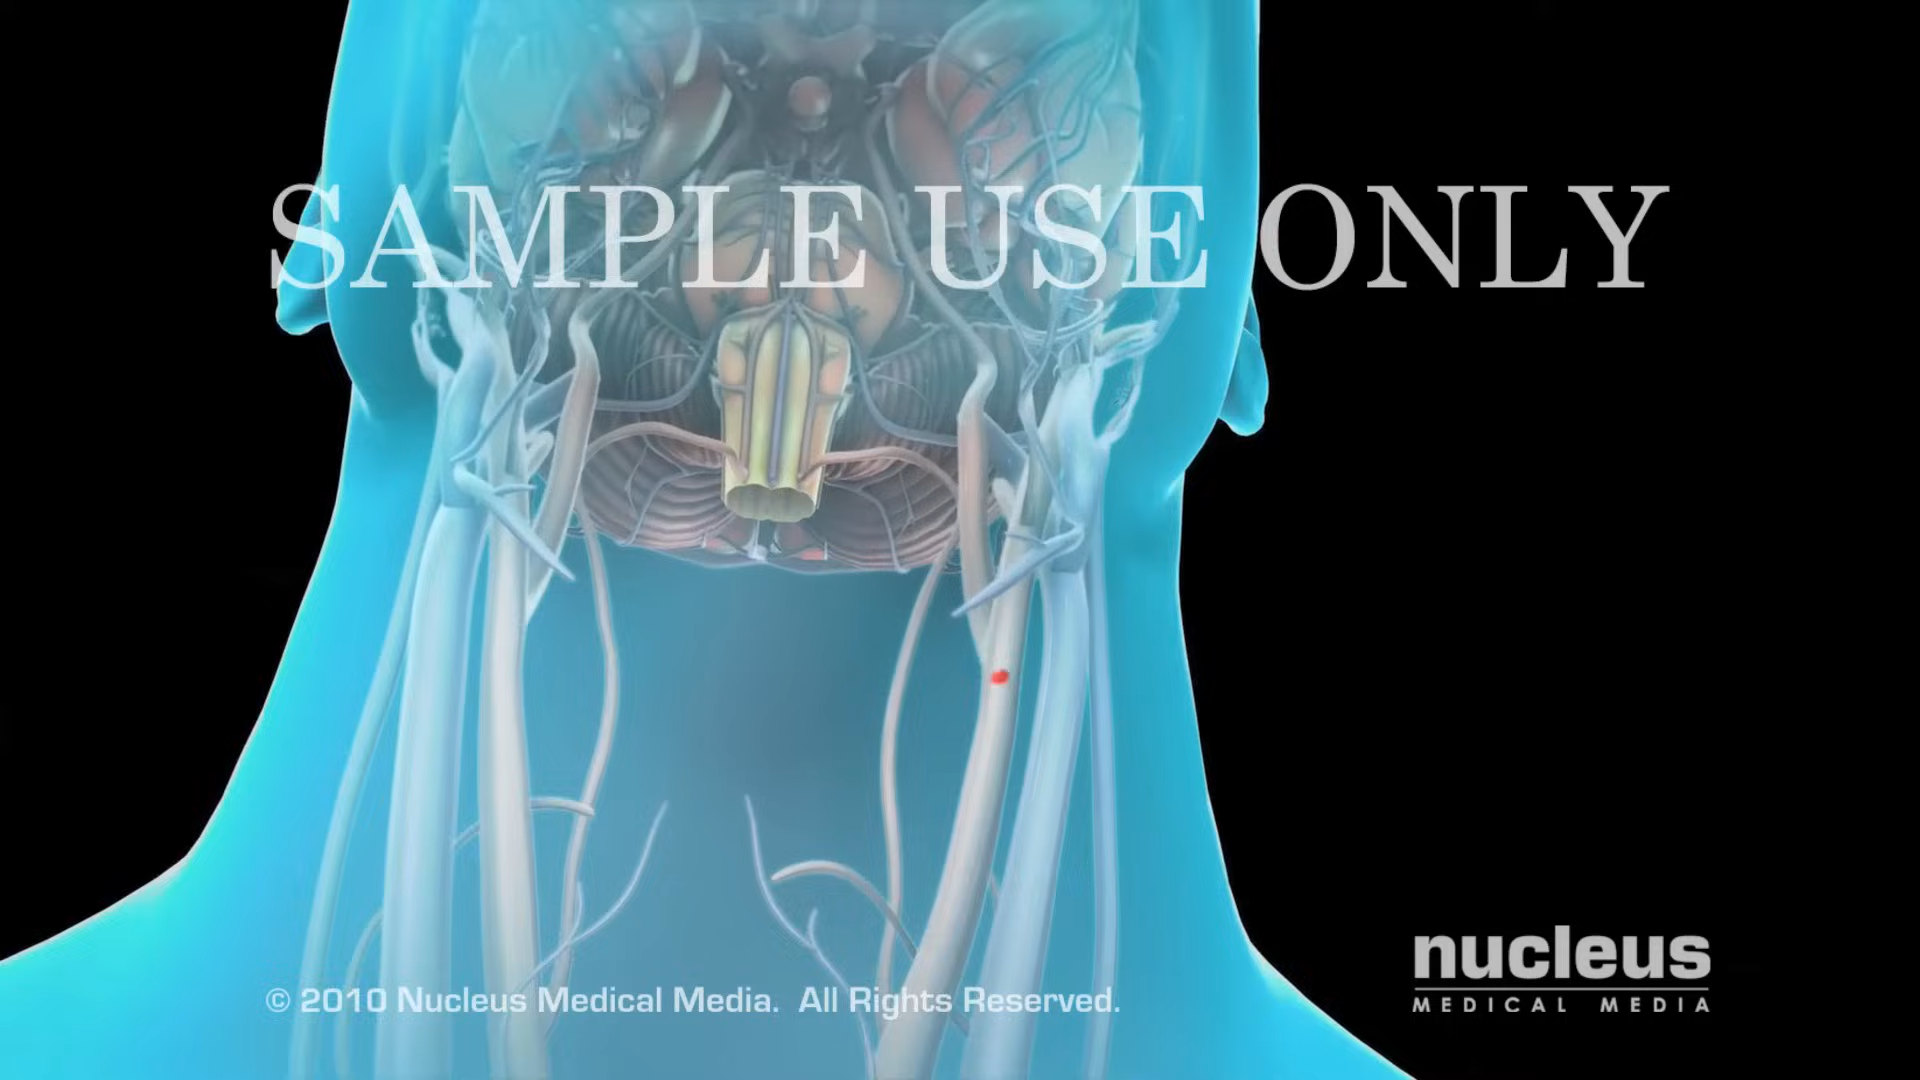 SAMPLE USE ONLY
nucleus
MEDICAL MEDIA
© 2010 Nucleus Medical Media. All Rights Reserved.